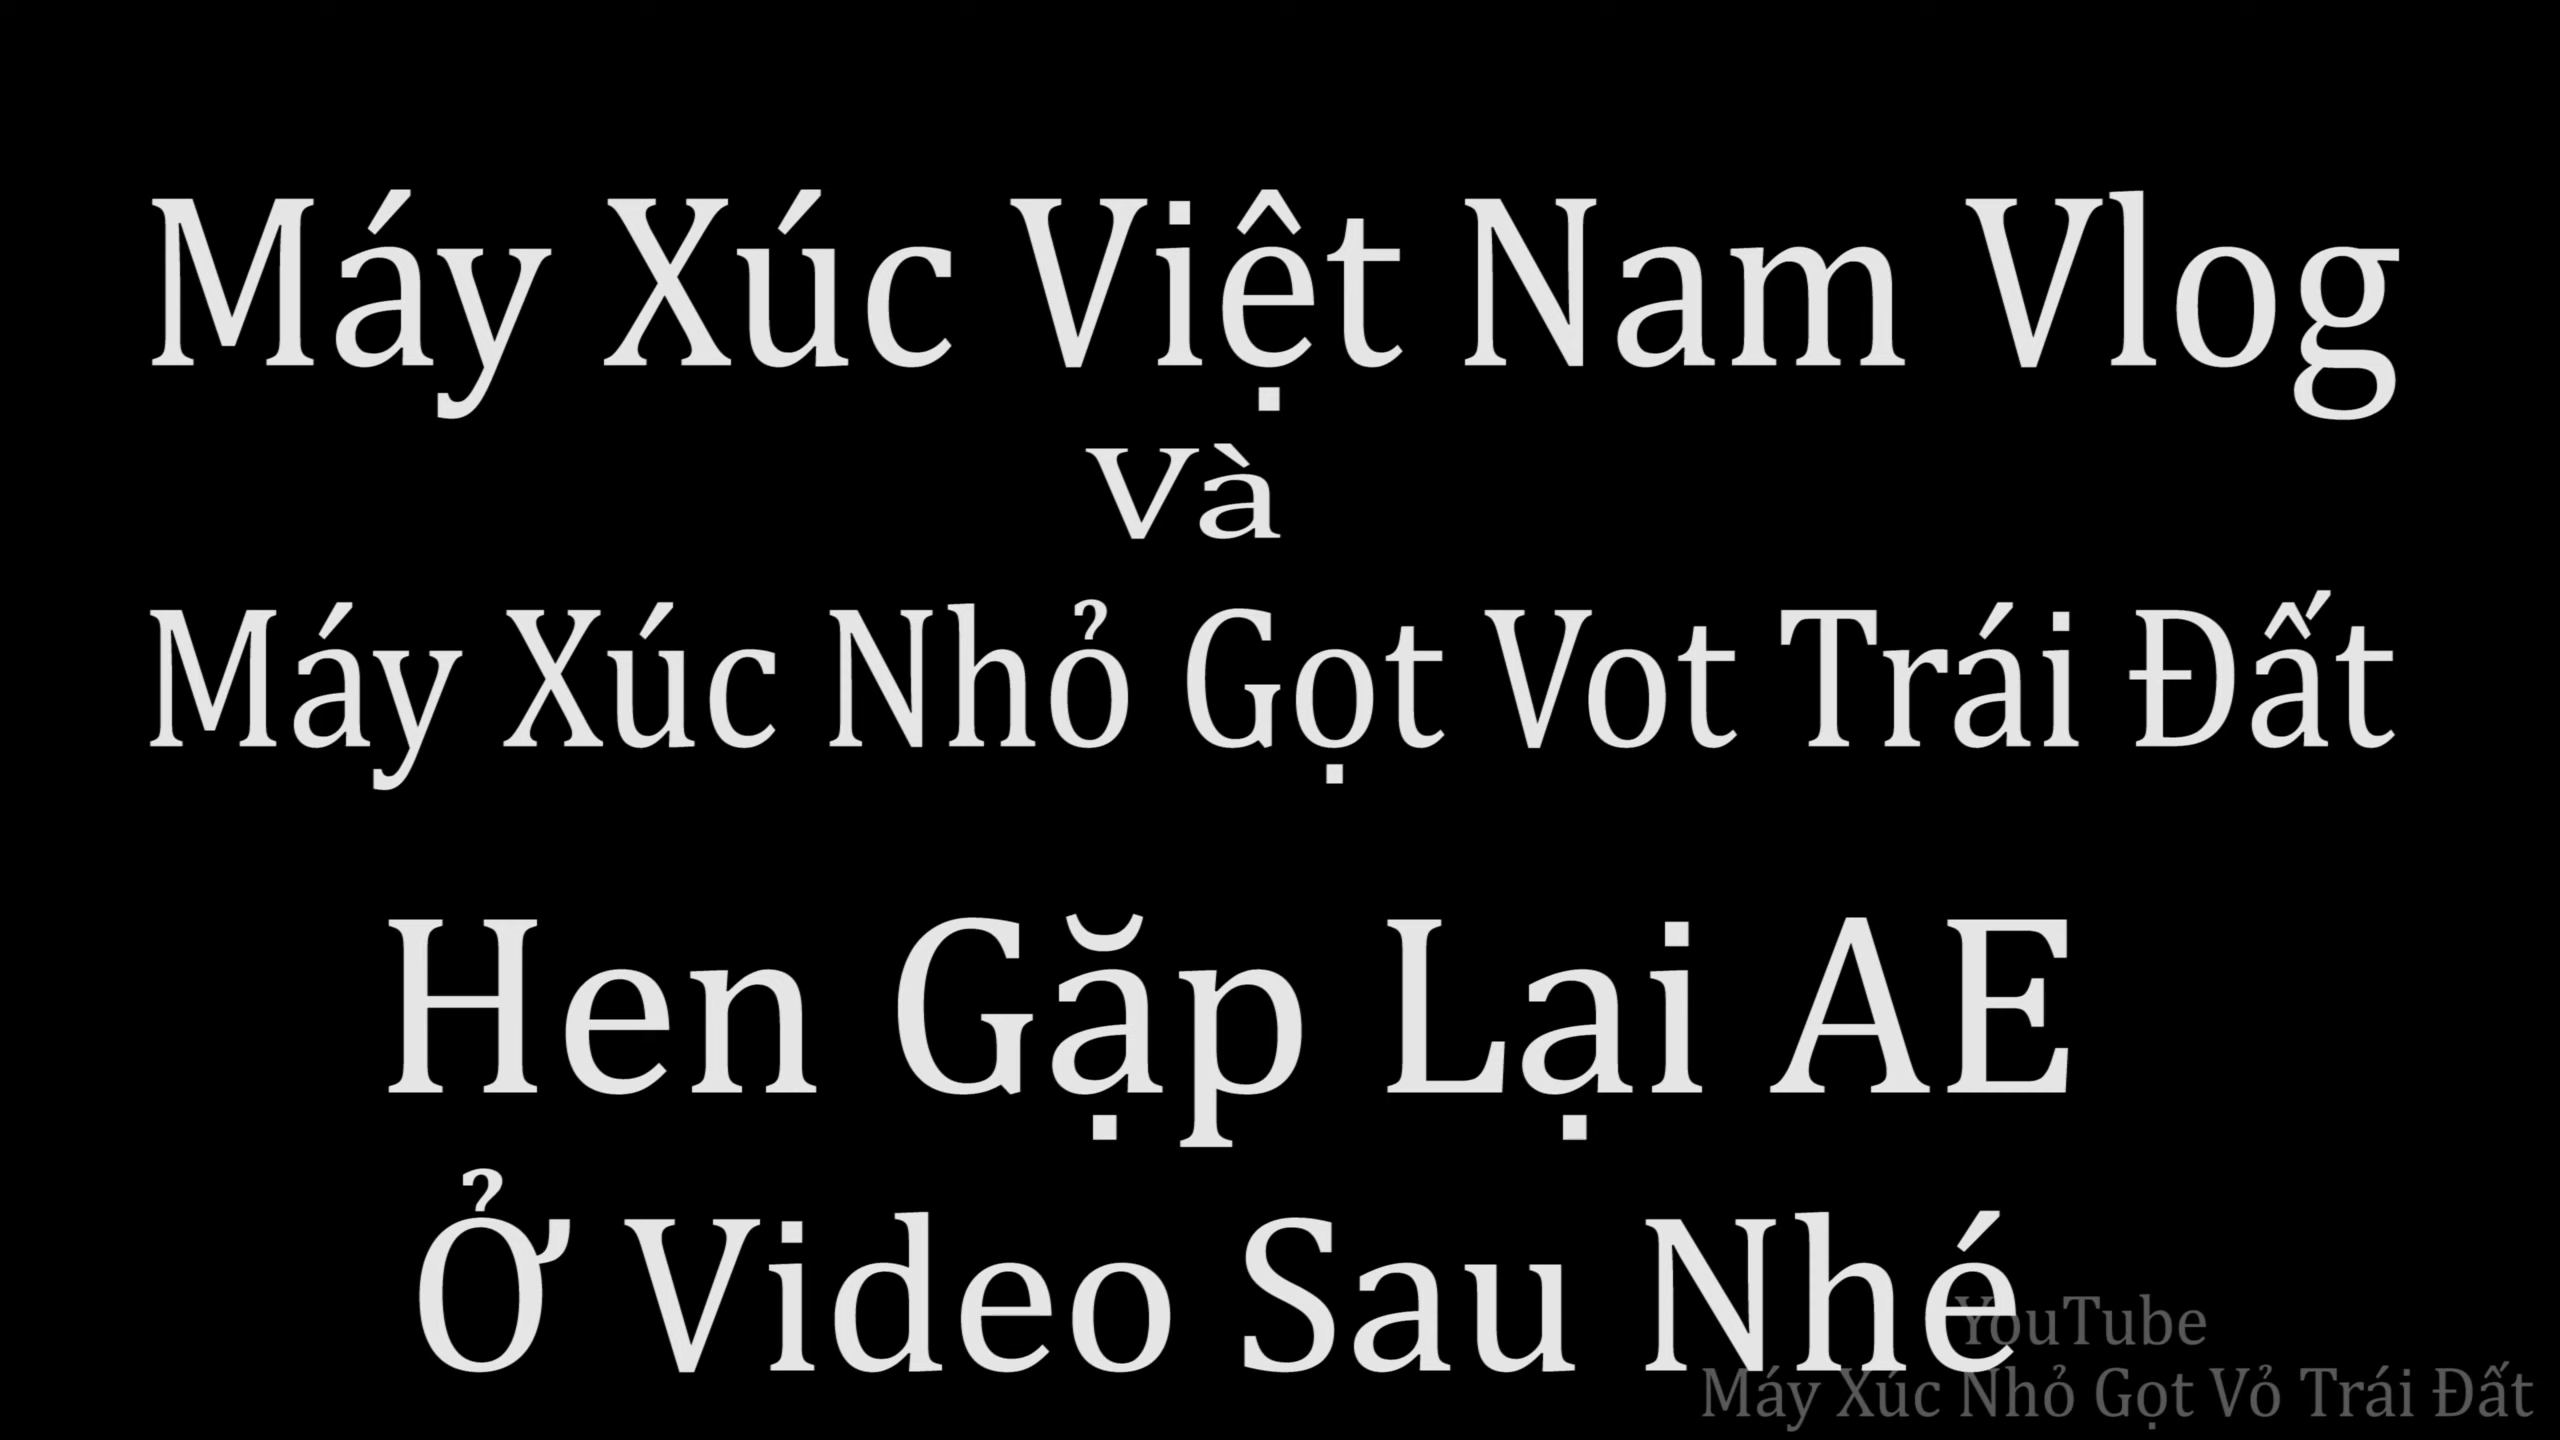 Máy Xúc Việt Nam Vlog
Và
Máy Xúc Nhỏ Gọt Vot Trái Đất
Hen Gặp Lại AE
Ở Video Sau Nhé
YouTube
Máy Xúc Nhỏ Gọt Vỏ Trái Đất